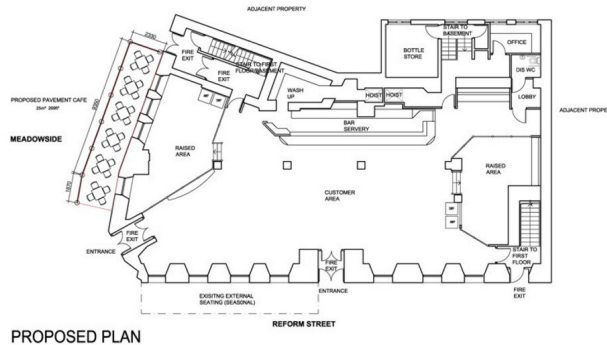 ADJACENT PROPERTY
STAIR TO
BASEMENT
OFFICE
2330
FIRE
EXIT
STAIR TO FIRST
FLOOR/BASEMENT
BOTTLE
STORE
DIS WC
FIRE
EXIT
WASH
UP
HOIST
HOIST
LOBBY
PROPOSED PAVEMENT CAFE
ADJACENT PROPE
BAR
SERVERY
MEADOWSIDE
RAISED
AREA
RAISED
AREA
1870
CUSTOMER
AREA
FIRE
EXIT
ENTRANCE
STAIR TO
FIRST
FLOOR
FIRE
EXIT
ENTRANCE
FIRE
EXIT
EXISITNG EXTERNAL
SEATING (SEASONAL)
REFORM STREET
PROPOSED PLAN